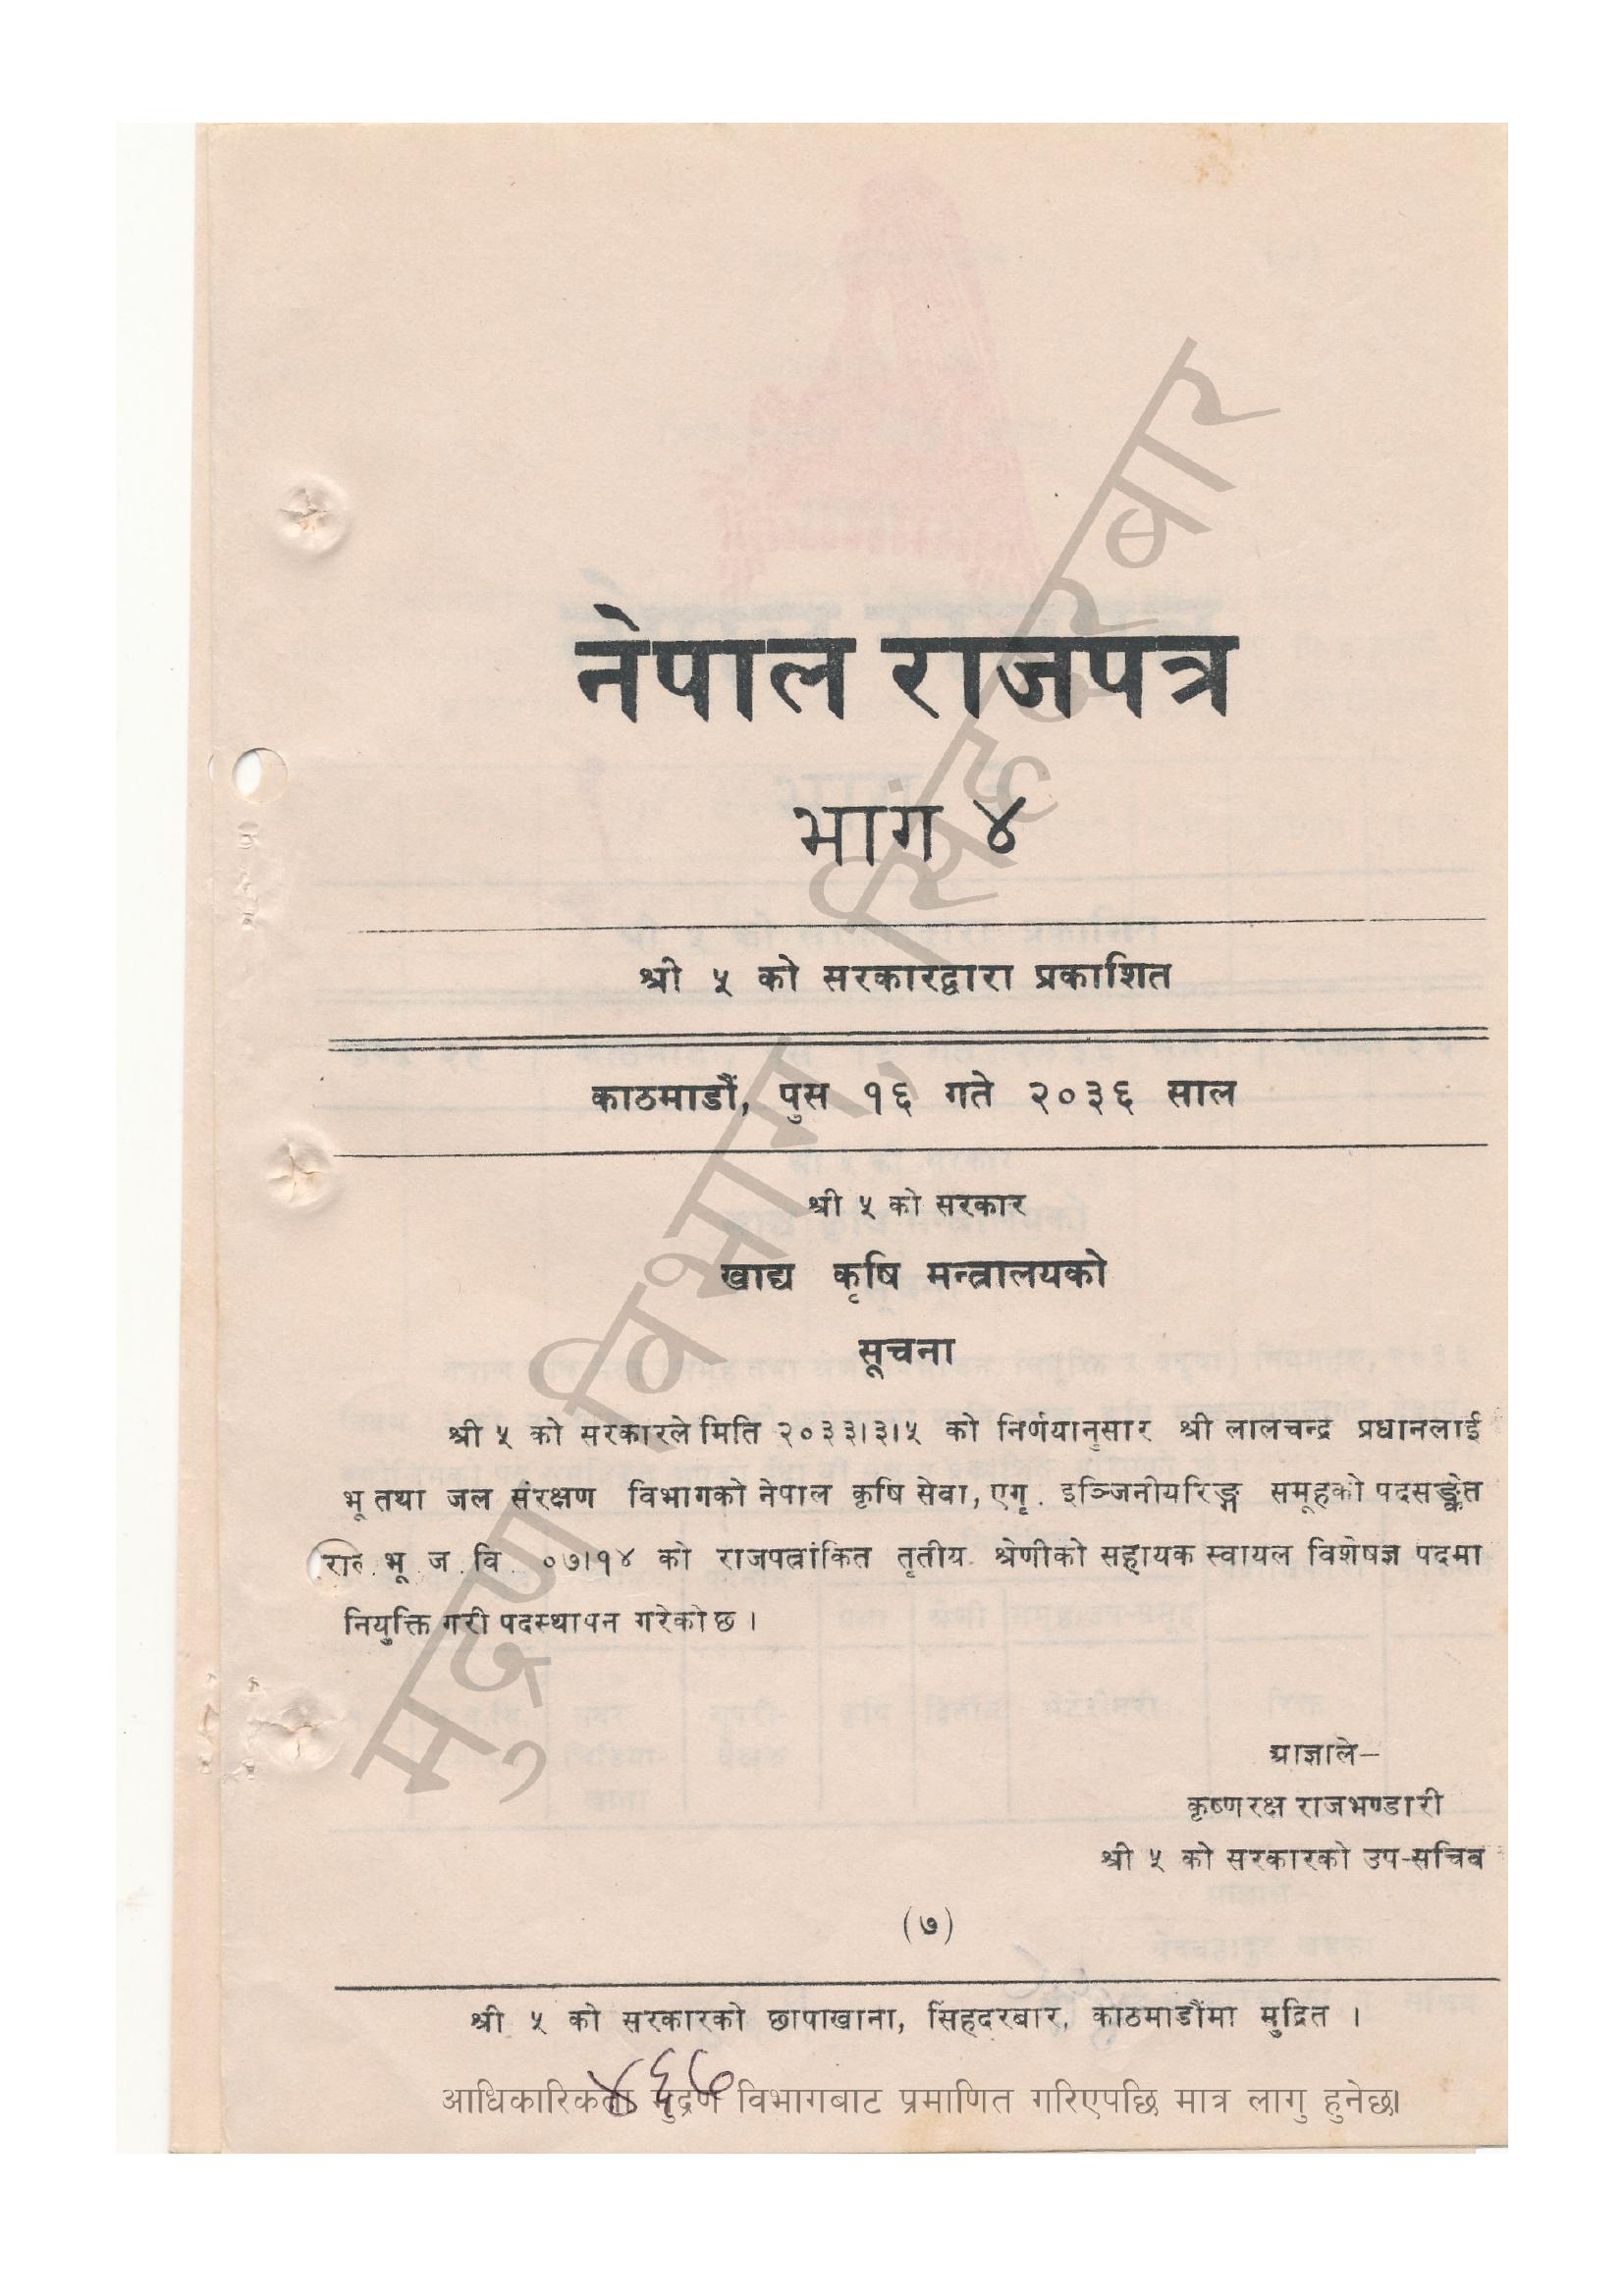 नेपाल राजपत्र
भाग ४
श्री ५ को सरकारद्वारा प्रकाशित
काठमाडौं, पुस १६ गते २०३६ साल
श्री ५ को सरकार
खाद्य कृषि मन्त्रालयको
सूचना
श्री ५ को सरकारले मिति २०३३।३।५ को निर्णयानुसार श्री लालचन्द्र प्रधानलाई
भू तथा जल संरक्षण विभागको नेपाल कृषि सेवा, एगृ. इञ्जिनीयरिङ्ग समूहको पदसङ्केत
भू. ज. वि. ०७।१४ को राजपत्रांकित तृतीय श्रेणीको सहायक स्वायल विशेषज्ञ पदमा
नियुक्ति गरी पदस्थापन गरेको छ ।
आज्ञाले–
कृष्णरक्ष राजभण्डारी
श्री ५ को सरकारको उप-सचिव
(७)
श्री ५ को सरकारको छापाखाना, सिंहदरबार, काठमाडौंमा मुद्रित ।
४६७
आधिकारिकता मुद्रण विभागबाट प्रमाणित गरिएपछि मात्र लागु हुनेछ।
मुद्रण विभाग, सिंहदरबार